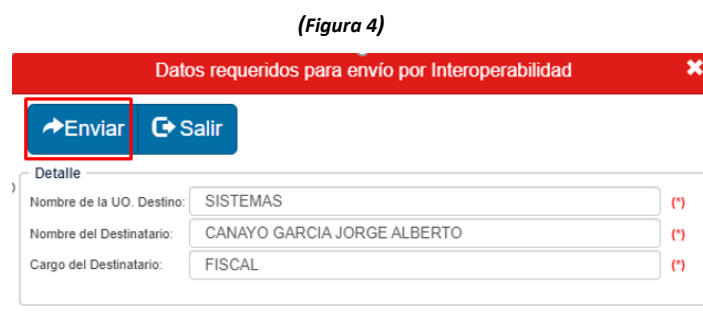 (Figura 4)
Datos requeridos para envío por Interoperabilidad
Enviar Salir
Detalle
Nombre de la UO. Destino: SISTEMAS (*)
Nombre del Destinatario: CANAYO GARCIA JORGE ALBERTO (*)
Cargo del Destinatario: FISCAL (*)